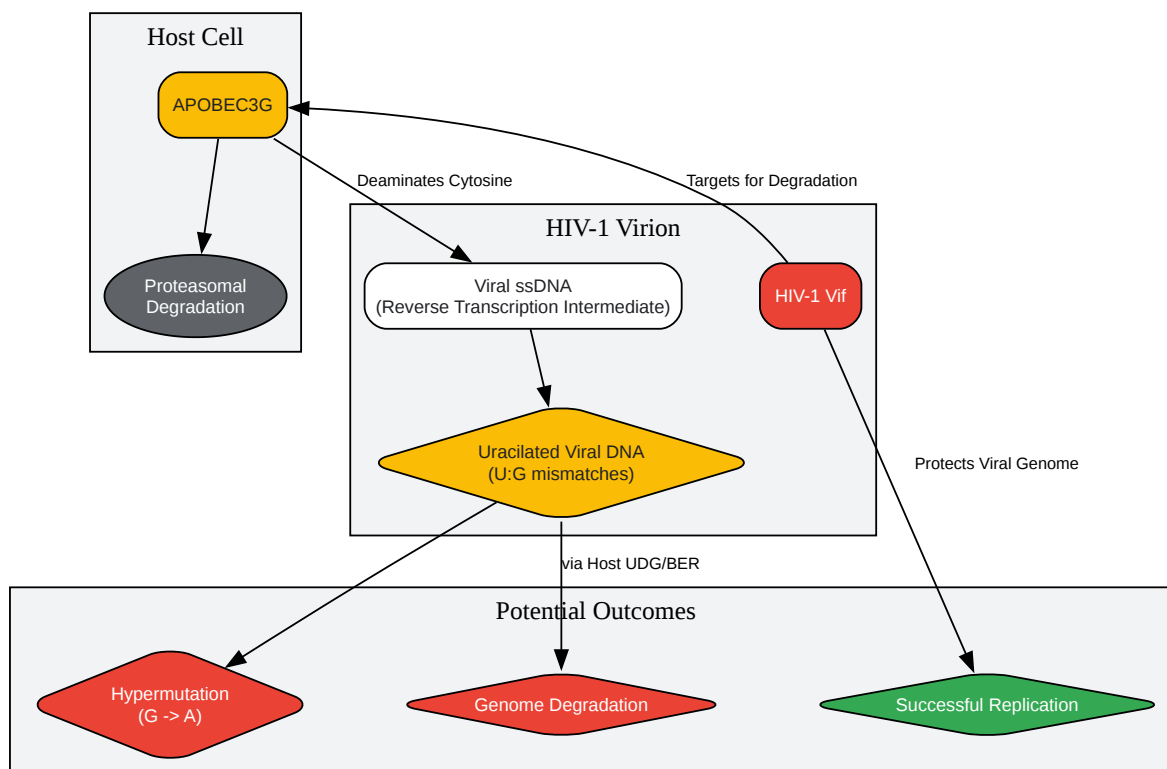 Host Cell
APOBEC3G
Deaminates Cytosine
Targets for Degradation
HIV-1 Virion
Proteasomal
Degradation
Viral ssDNA
(Reverse Transcription Intermediate)
HIV-1 Vif
Uracilated Viral DNA
(U:G mismatches)
Protects Viral Genome
via Host UDG/BER
Potential Outcomes
Hypermutation
(G -> A)
Genome Degradation
Successful Replication